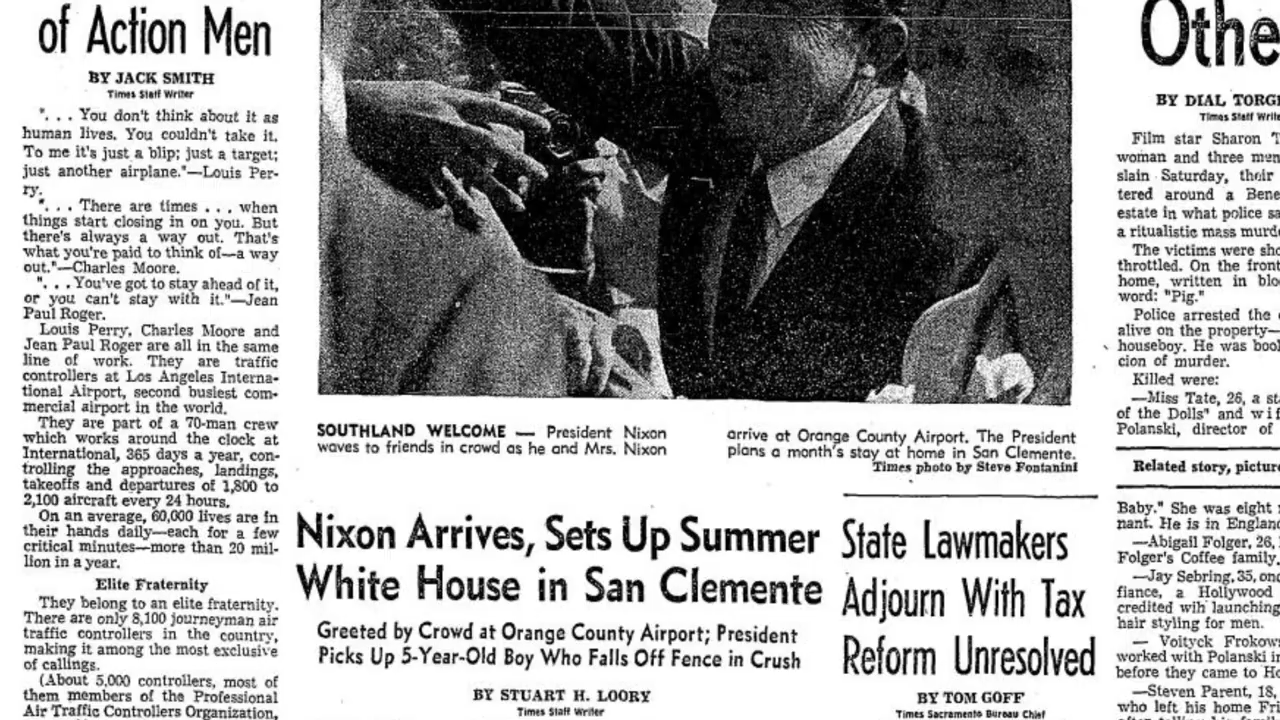 of Action Men
BY JACK SMITH
Times Staff Writer
". . . You don't think about it as
human lives. You couldn't take it.
To me it's just a blip; just a target;
just another airplane."—Louis Per-
ry.
". . . There are times . . . when
things start closing in on you. But
there's always a way out. That's
what you're paid to think of—a way
out."—Charles Moore.
". . . You've got to stay ahead of it,
or you can't stay with it."—Jean
Paul Roger.
Louis Perry, Charles Moore and
Jean Paul Roger are all in the same
line of work. They are traffic
controllers at Los Angeles Interna-
tional Airport, second busiest com-
mercial airport in the world.
They are part of a 70-man crew
which works around the clock at
International, 365 days a year, con-
trolling the approaches, landings,
takeoffs and departures of 1,800 to
2,100 aircraft every 24 hours.
On an average, 60,000 lives are in
their hands daily—each for a few
critical minutes—more than 20 mil-
lion in a year.
Elite Fraternity
They belong to an elite fraternity.
There are only 8,100 journeyman air
traffic controllers in the country,
making it among the most exclusive
of callings.
(About 5,000 controllers, most of
them members of the Professional
Air Traffic Controllers Organization,
SOUTHLAND WELCOME — President Nixon
waves to friends in crowd as he and Mrs. Nixon
arrive at Orange County Airport. The President
plans a month's stay at home in San Clemente.
Times photo by Steve Fontanini
Nixon Arrives, Sets Up Summer
White House in San Clemente
Greeted by Crowd at Orange County Airport; President
Picks Up 5-Year-Old Boy Who Falls Off Fence in Crush
BY STUART H. LOORY
Times Staff Writer
State Lawmakers
Adjourn With Tax
Reform Unresolved
BY TOM GOFF
Times Sacramento Bureau Chief
Othe
BY DIAL TORG
Times Staff Write
Film star Sharon T
woman and three men
slain Saturday, their
tered around a Bene
estate in what police sa
a ritualistic mass murde
The victims were sho
throttled. On the front
home, written in bloo
word: "Pig."
Police arrested the
alive on the property—
houseboy. He was book
cion of murder.
Killed were:
—Miss Tate, 26, a sta
of the Dolls" and wif
Polanski, director of
Related story, picture
Baby." She was eight
nant. He is in England
—Abigail Folger, 26,
Folger's Coffee family.
—Jay Sebring, 35, onc
fiance, a Hollywood
credited wih launching
hair styling for men.
— Voityck Frokows
worked with Polanski in
before they came to Ho
—Steven Parent, 18,
who left his home Fri